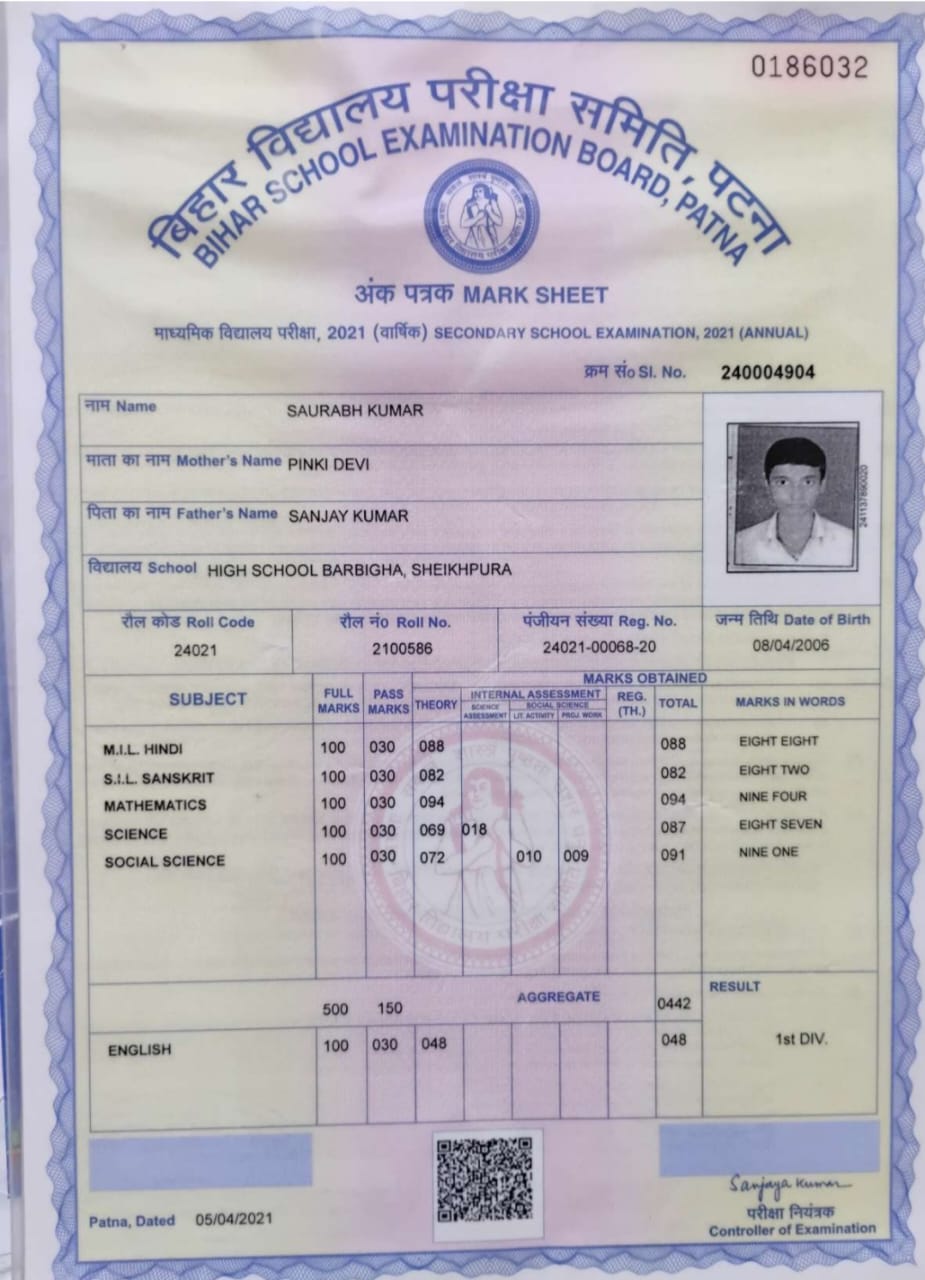 0186032
बिहार विद्यालय परीक्षा समिति, पटना
BIHAR SCHOOL EXAMINATION BOARD, PATNA
अंक पत्रक MARK SHEET
माध्यमिक विद्यालय परीक्षा, 2021 (वार्षिक) SECONDARY SCHOOL EXAMINATION, 2021 (ANNUAL)
क्रम सं० Sl. No. 240004904
नाम Name SAURABH KUMAR
माता का नाम Mother's Name PINKI DEVI
पिता का नाम Father's Name SANJAY KUMAR
विद्यालय School HIGH SCHOOL BARBIGHA, SHEIKHPURA
241137890020
रौल कोड Roll Code रौल नं० Roll No. पंजीयन संख्या Reg. No. जन्म तिथि Date of Birth
24021 2100586 24021-00068-20 08/04/2006
MARKS OBTAINED
SUBJECT FULL MARKS PASS MARKS THEORY INTERNAL ASSESSMENT SCIENCE ASSESSMENT SOCIAL SCIENCE LIT. ACTIVITY PROJ. WORK REG. (TH.) TOTAL MARKS IN WORDS
M.I.L. HINDI 100 030 088 088 EIGHT EIGHT
S.I.L. SANSKRIT 100 030 082 082 EIGHT TWO
MATHEMATICS 100 030 094 094 NINE FOUR
SCIENCE 100 030 069 018 087 EIGHT SEVEN
SOCIAL SCIENCE 100 030 072 010 009 091 NINE ONE
500 150 AGGREGATE 0442 RESULT
ENGLISH 100 030 048 048 1st DIV.
Sanjaya Kumar
Patna, Dated 05/04/2021
परीक्षा नियंत्रक
Controller of Examination